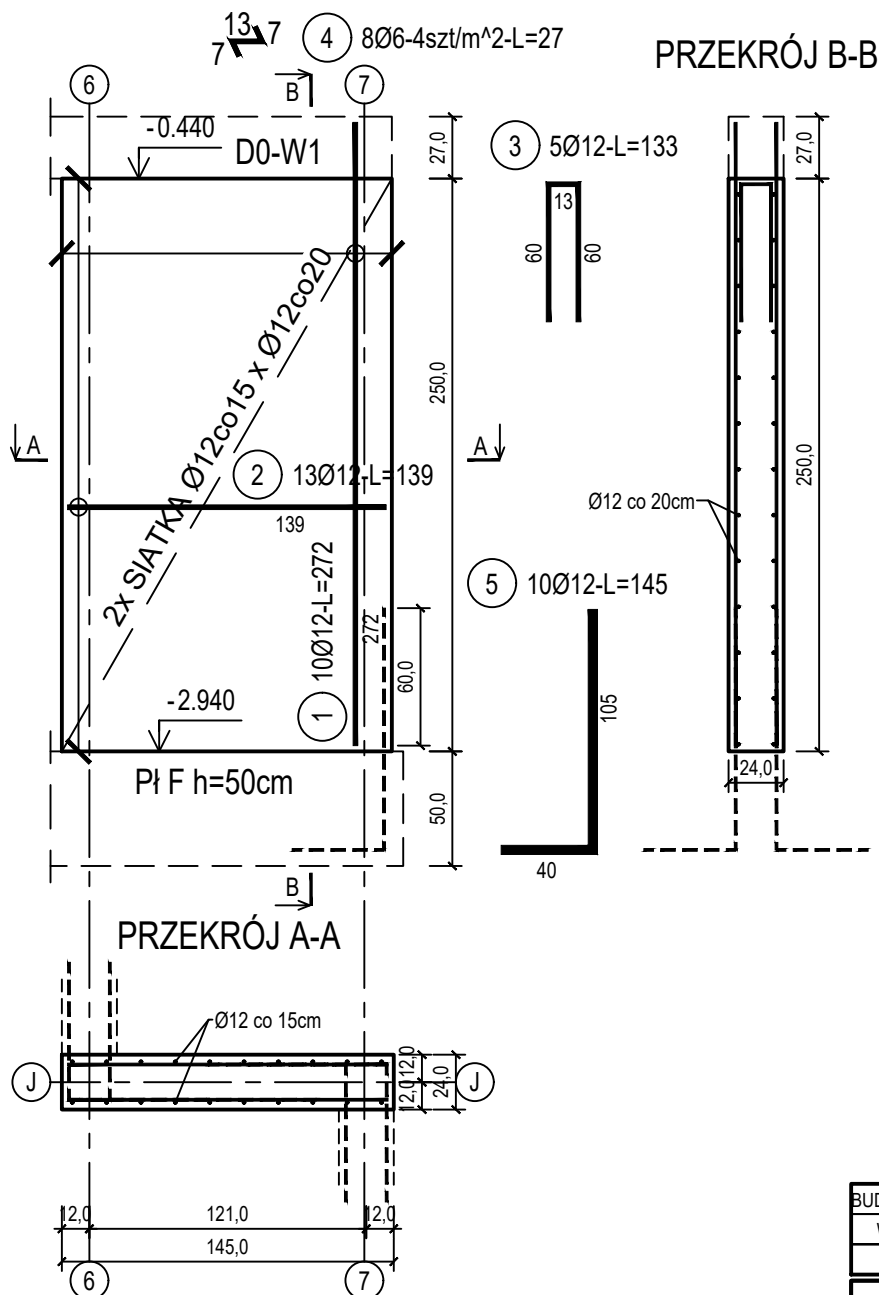 13
7
7
4
8Ø6-4szt/m^2-L=27
PRZEKRÓJ B-B
6
B
7
-0.440
D0-W1
27,0
3
5Ø12-L=133
27,0
13
60
60
2x SIATKA Ø12co15 x Ø12co20
250,0
250,0
A
A
2
13Ø12-L=139
139
Ø12 co 20cm
1
10Ø12-L=272
272
60,0
5
10Ø12-L=145
105
40
-2.940
Pł F h=50cm
50,0
24,0
B
PRZEKRÓJ A-A
Ø12 co 15cm
J
12,0
12,0
24,0
J
12,0
121,0
12,0
145,0
6
7